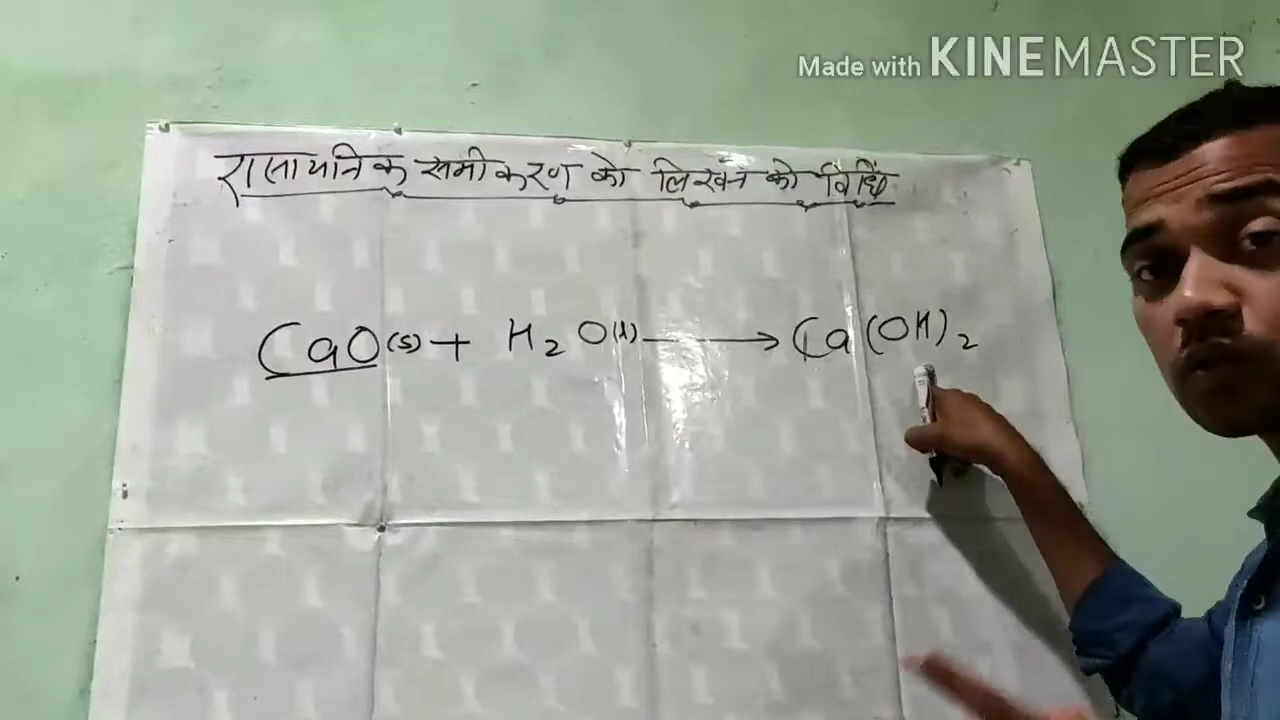 Made with KINEMASTER
रासायनिक समीकरण को लिखने को विधि
CaO(s) + H₂O(l) ⟶ Ca(OH)₂